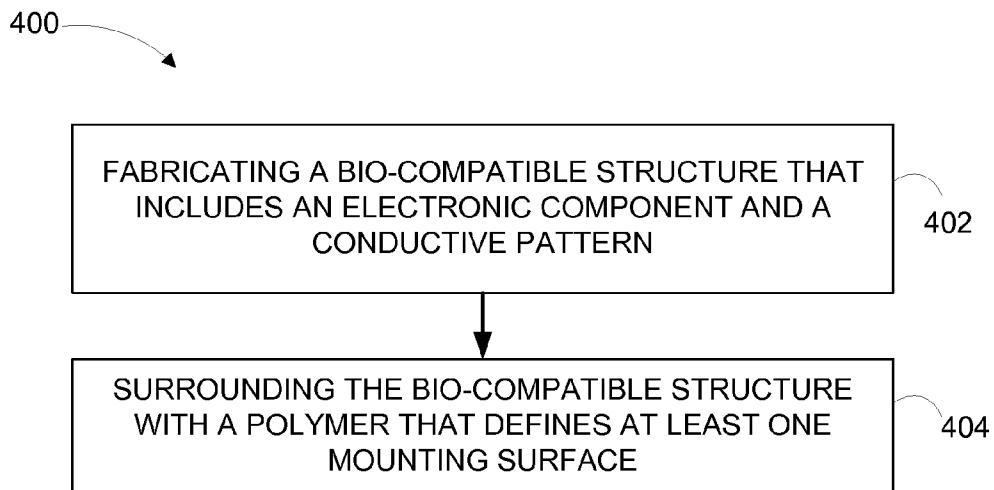 400
FABRICATING A BIO-COMPATIBLE STRUCTURE THAT
INCLUDES AN ELECTRONIC COMPONENT AND A
CONDUCTIVE PATTERN
402
SURROUNDING THE BIO-COMPATIBLE STRUCTURE
WITH A POLYMER THAT DEFINES AT LEAST ONE
MOUNTING SURFACE
404